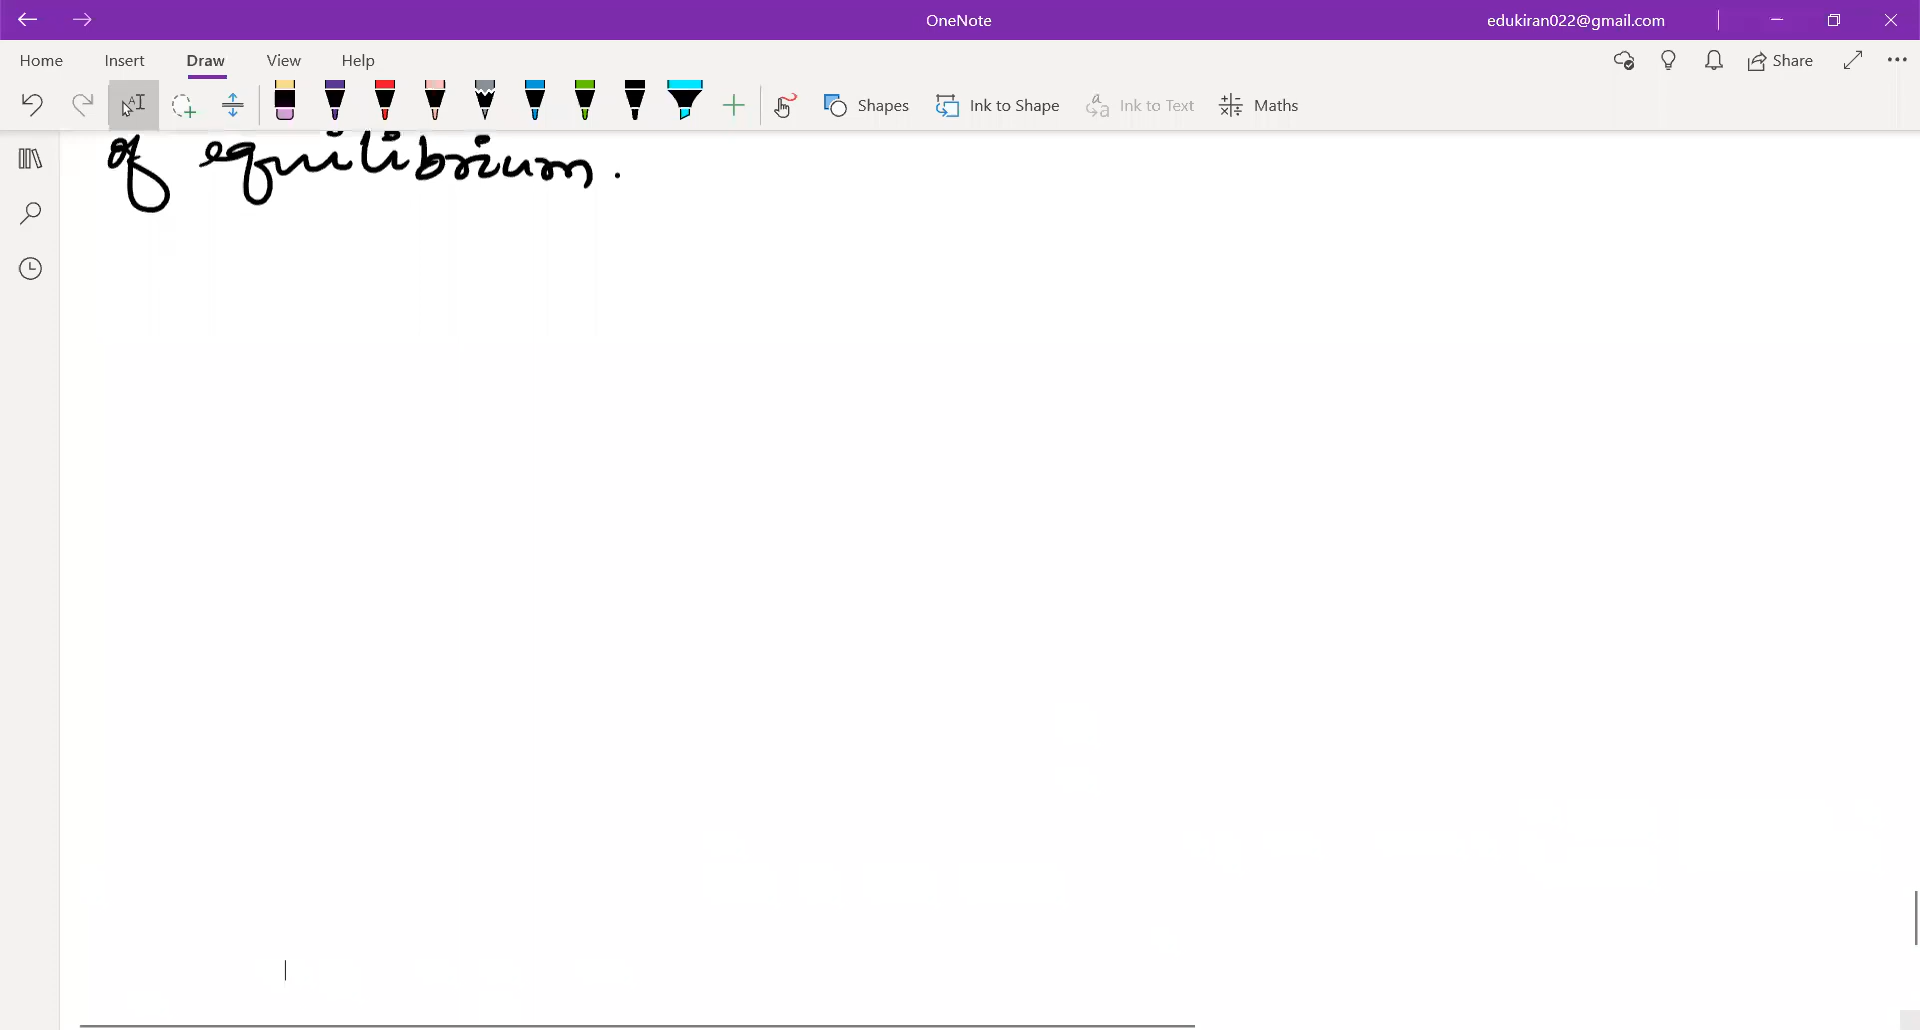 OneNote
edukiran022@gmail.com
Home Insert Draw View Help
Share
Shapes Ink to Shape Ink to Text Maths
of equilibrium.